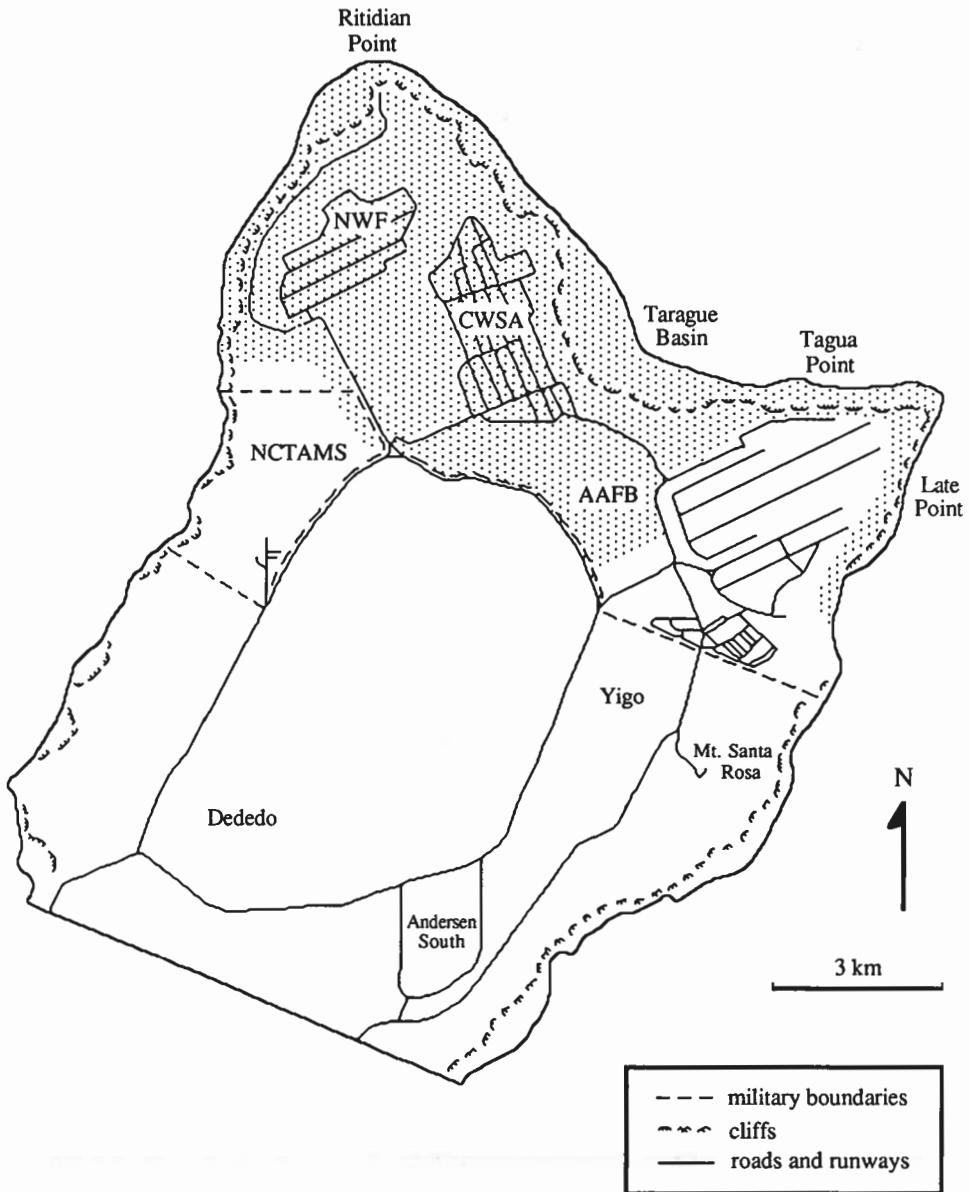 Ritidian
Point
NWF
CWSA
Tarague
Basin
Tagua
Point
NCTAMS
AAFB
Late
Point
Yigo
Mt. Santa
Rosa
N
Dededo
Andersen
South
3 km
military boundaries
cliffs
roads and runways